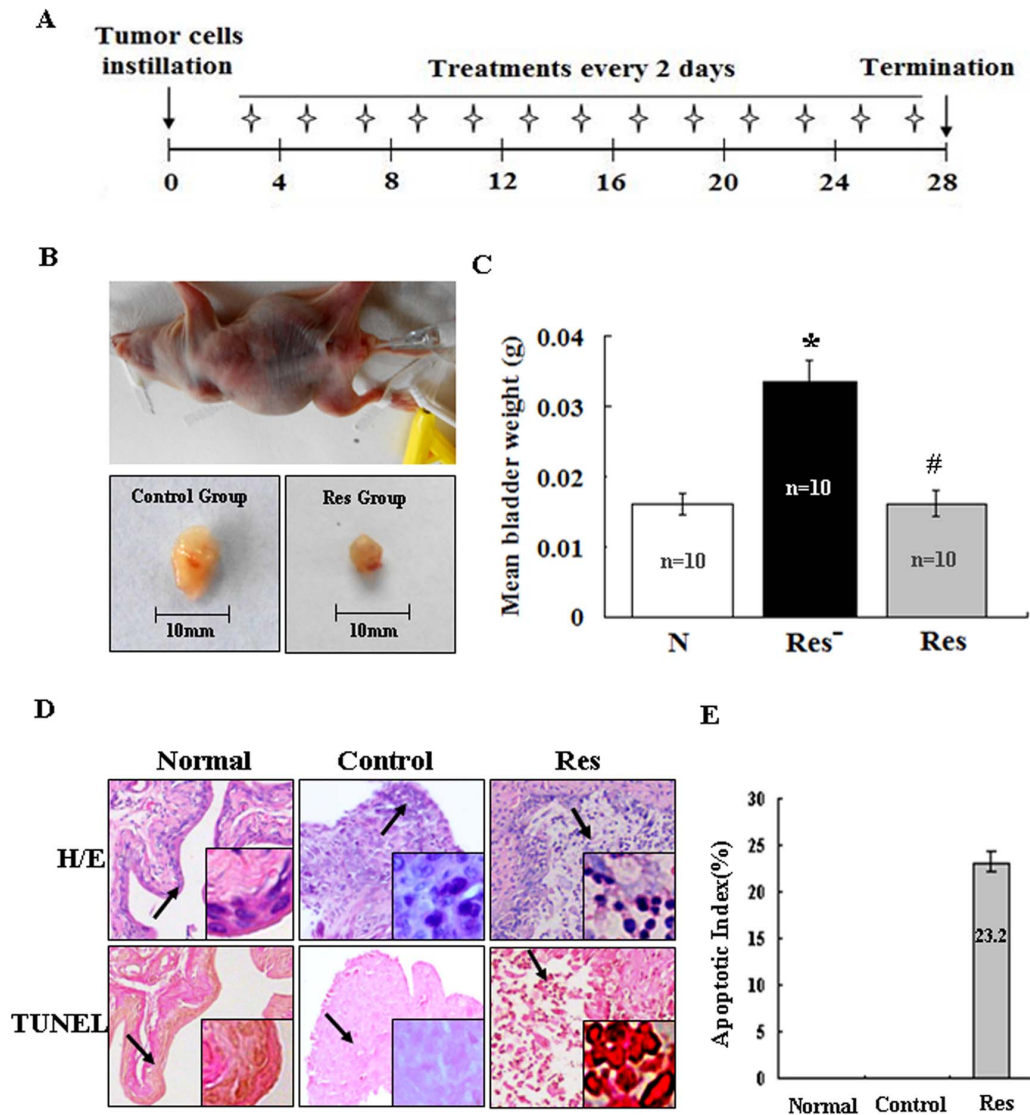 A
Tumor cells
instillation
Treatments every 2 days
Termination
0 4 8 12 16 20 24 28
B
Control Group
10mm
Res Group
10mm
C
Mean bladder weight (g)
0.04
0.03
0.02
0.01
0
*
#
n=10
n=10
n=10
N Res⁻ Res
D
Normal Control Res
H/E
TUNEL
E
Apoptotic Index(%)
30
25
20
15
10
5
0
23.2
Normal Control Res